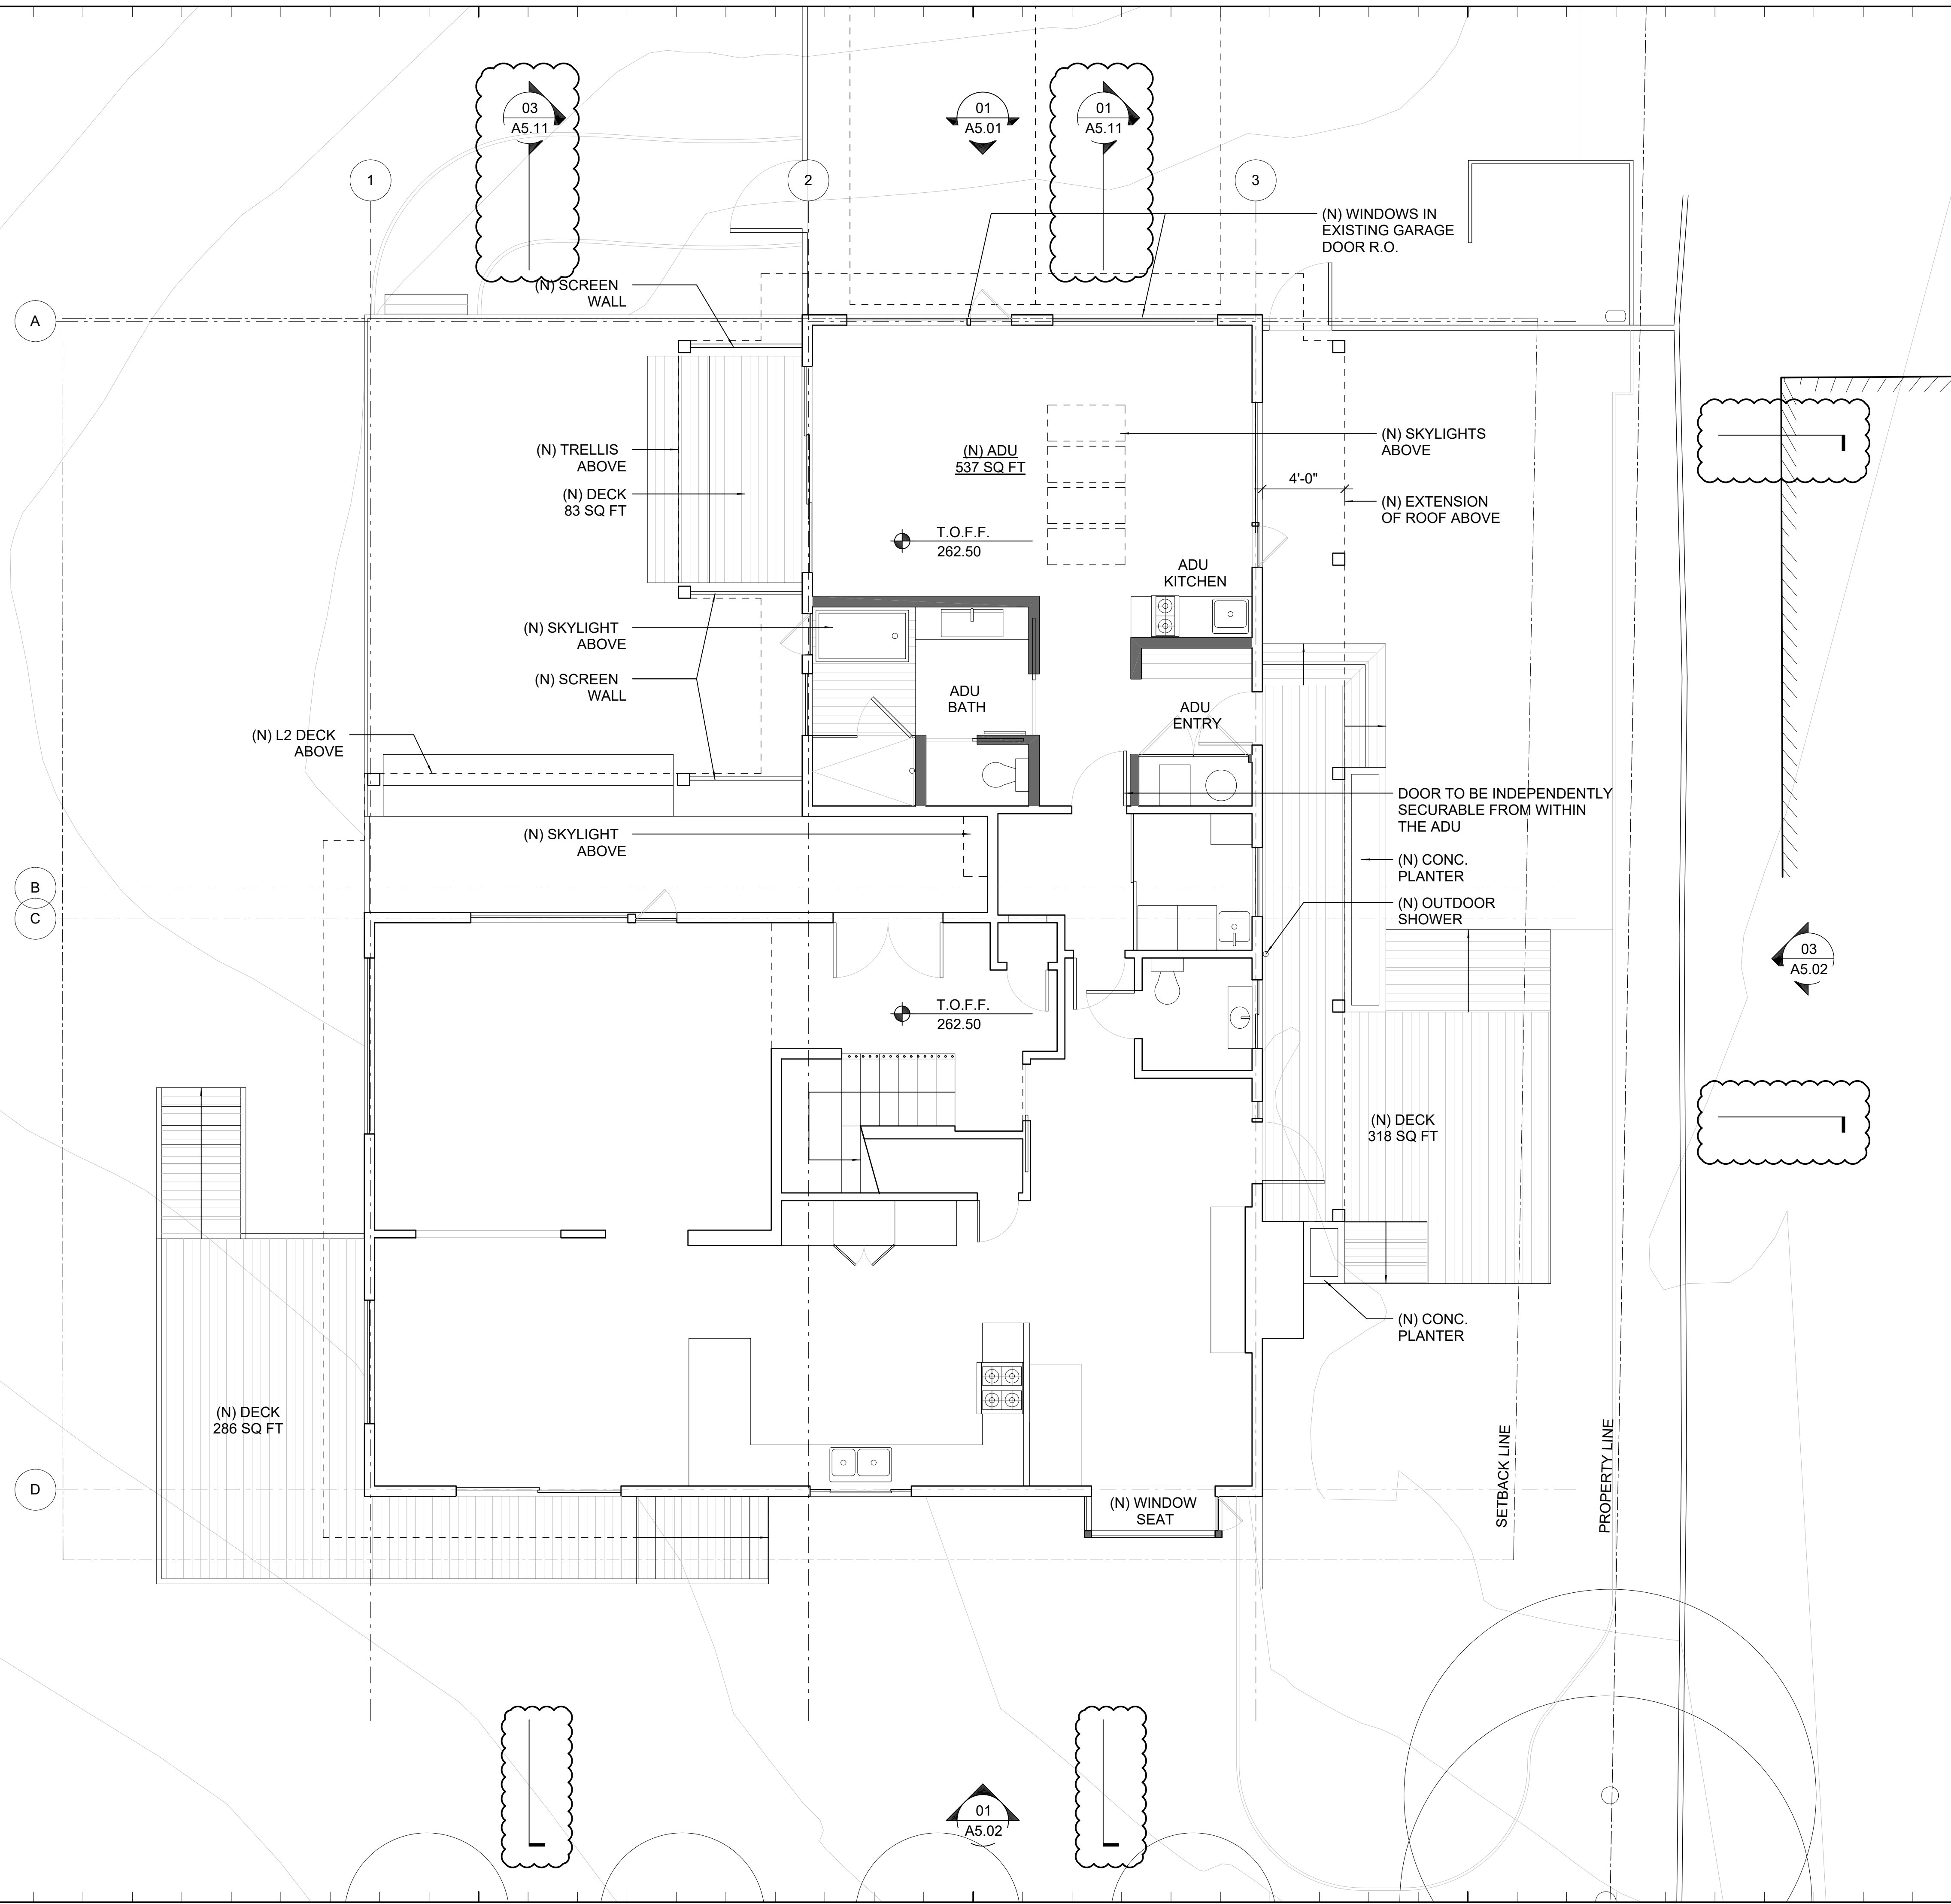 03
A5.11
01
A5.01
01
A5.11
1
2
3
(N) WINDOWS IN
EXISTING GARAGE
DOOR R.O.
(N) SCREEN
WALL
A
(N) TRELLIS
ABOVE
(N) DECK
83 SQ FT
(N) ADU
537 SQ FT
(N) SKYLIGHTS
ABOVE
4'-0"
(N) EXTENSION
OF ROOF ABOVE
T.O.F.F.
262.50
ADU
KITCHEN
(N) SKYLIGHT
ABOVE
(N) SCREEN
WALL
ADU
BATH
ADU
ENTRY
(N) L2 DECK
ABOVE
DOOR TO BE INDEPENDENTLY
SECURABLE FROM WITHIN
THE ADU
(N) SKYLIGHT
ABOVE
(N) CONC.
PLANTER
B
C
(N) OUTDOOR
SHOWER
03
A5.02
T.O.F.F.
262.50
(N) DECK
318 SQ FT
(N) CONC.
PLANTER
(N) DECK
286 SQ FT
SETBACK LINE
PROPERTY LINE
D
(N) WINDOW
SEAT
01
A5.02